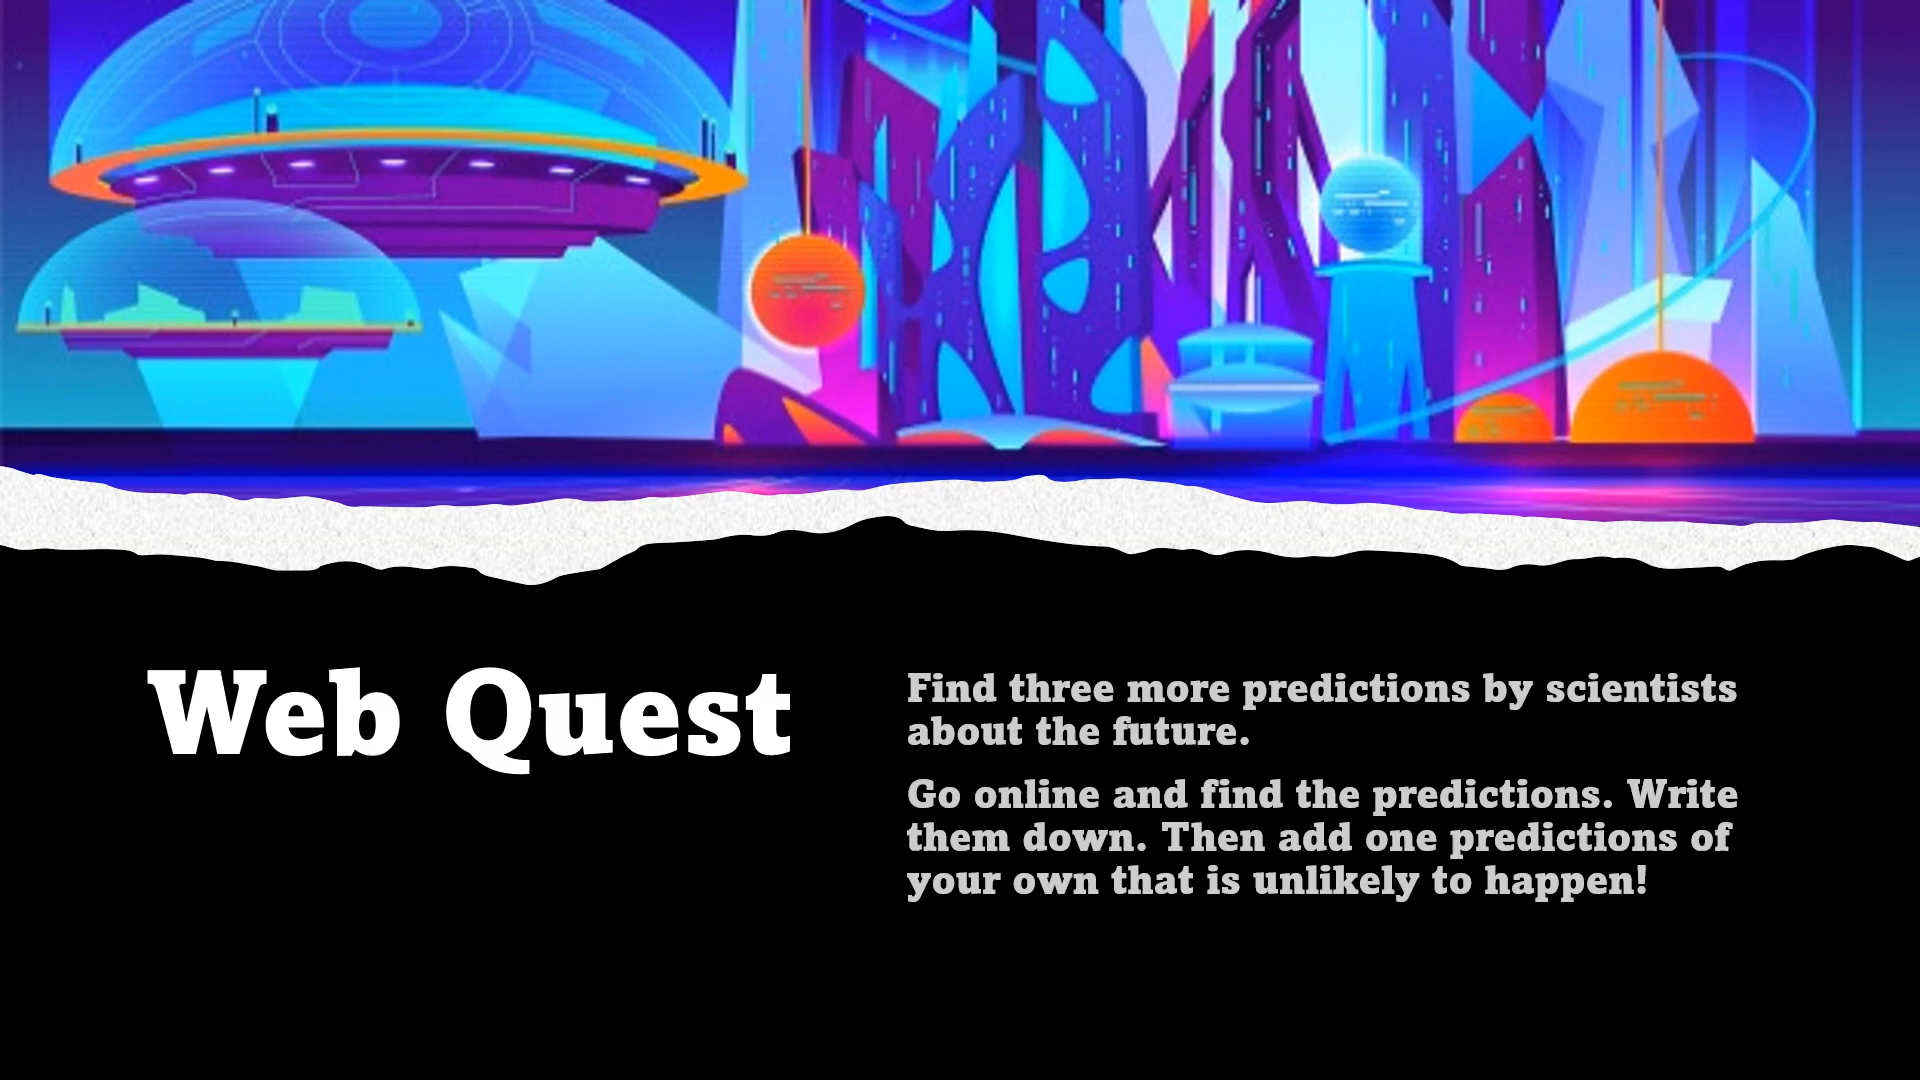 Web Quest
Find three more predictions by scientists
about the future.
Go online and find the predictions. Write
them down. Then add one predictions of
your own that is unlikely to happen!